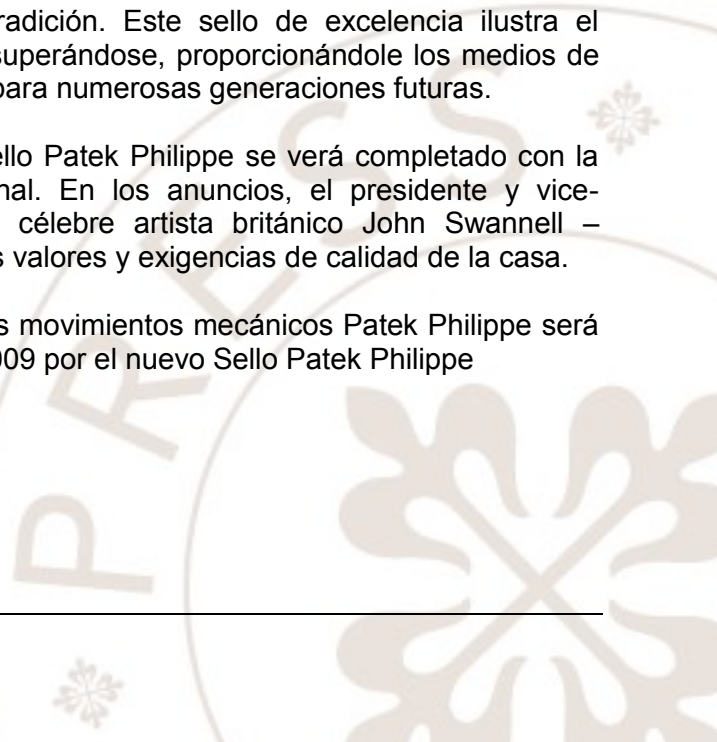 radición. Este sello de excelencia ilustra el
superándose, proporcionándole los medios de
para numerosas generaciones futuras.
ello Patek Philippe se verá completado con la
nal. En los anuncios, el presidente y vice-
célebre artista británico John Swannell –
s valores y exigencias de calidad de la casa.
s movimientos mecánicos Patek Philippe será
009 por el nuevo Sello Patek Philippe
PRESS